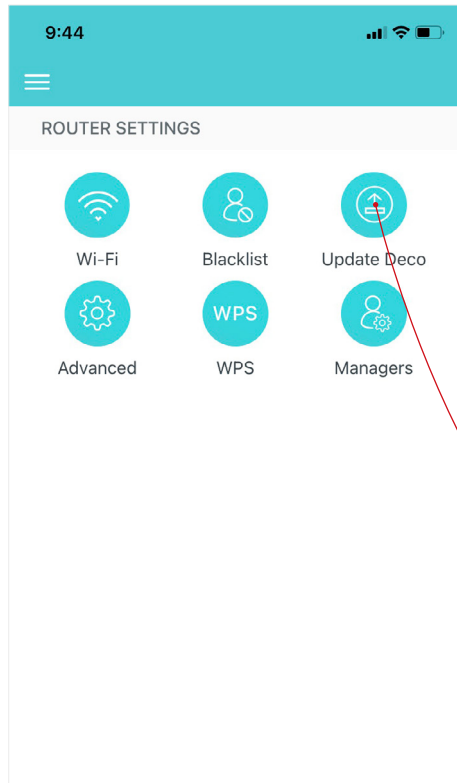 9:44
ROUTER SETTINGS
Wi-Fi Blacklist Update Deco
WPS
Advanced WPS Managers